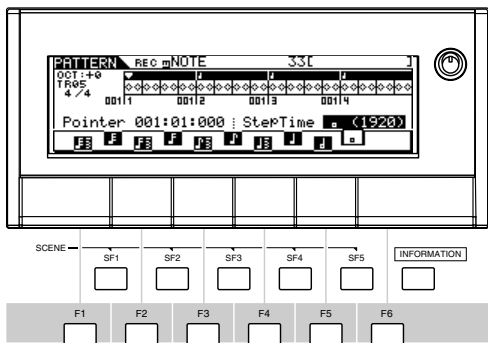 PATTERN REC mNOTE 33[ ]
OCT:+0
TR05
4/4
001|1 001|2 001|3 001|4
Pointer 001:01:000 StepTime (1920)
SCENE
SF1 SF2 SF3 SF4 SF5 INFORMATION
F1 F2 F3 F4 F5 F6